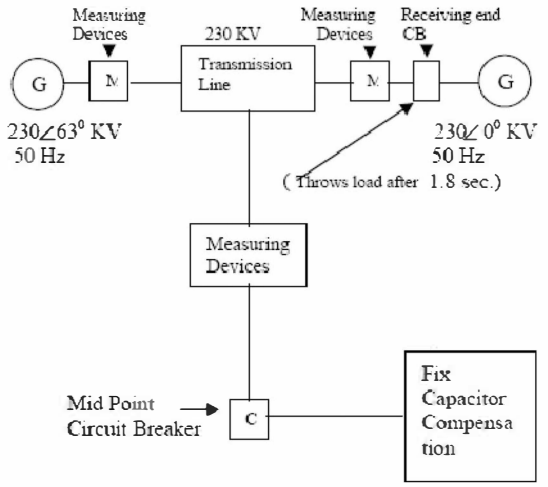 Measuring
Devices
230 KV
Measuring
Devices
Receiving end
CB
G
M
Transmission
Line
M
G
230∠63⁰ KV
50 Hz
230∠ 0⁰ KV
50 Hz
( Throws load after 1.8 sec.)
Measuring
Devices
Mid Point
Circuit Breaker
C
Fix
Capacitor
Compensa
tion